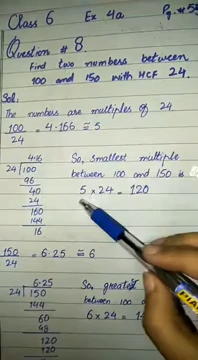 Class 6 Ex 4a Pg. #5
Question # 8.
Find two numbers between
100 and 150 with HCF 24.
Sol:
The numbers are multiples of 24
100/24 = 4.166 ≅ 5
4.16
24 ) 100
96
40
24
160
144
16
So, smallest multiple
between 100 and 150 is
5 × 24 = 120
150/24 = 6.25 ≅ 6
6.25
24 ) 150
144
60
48
120
120
So, greatest
between 100 and
6 × 24 =